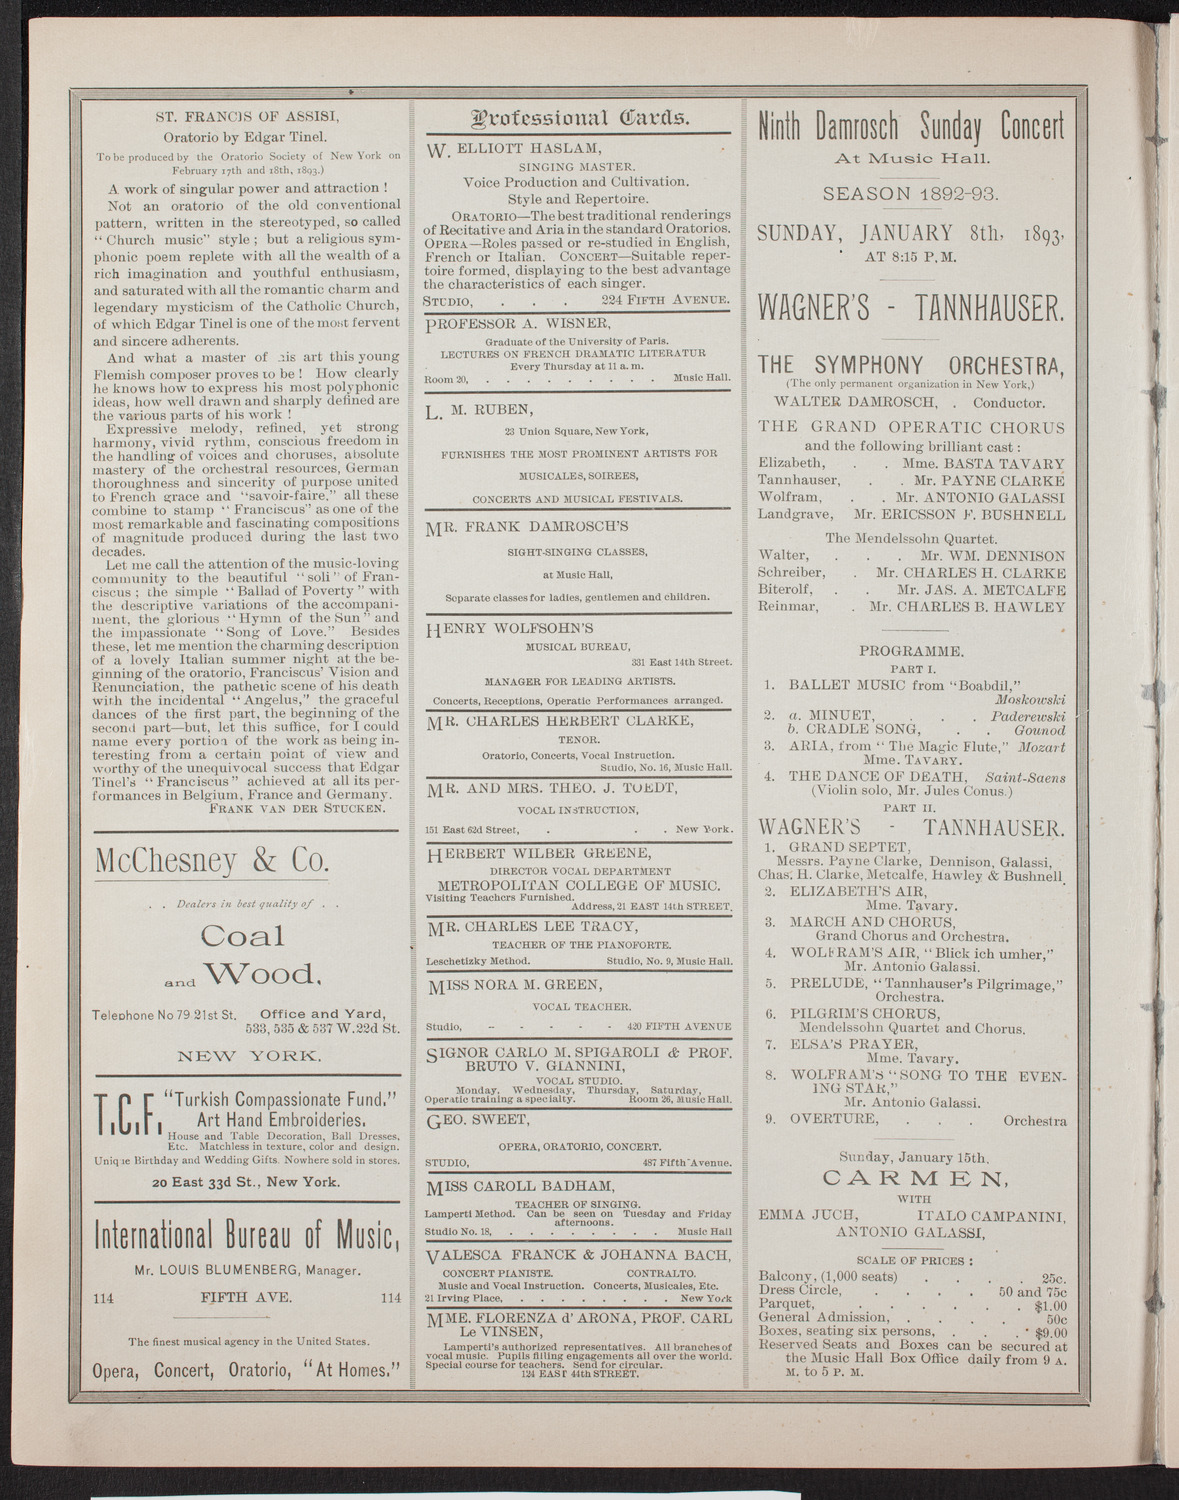 ST. FRANCIS OF ASSISI,
Oratorio by Edgar Tinel.
To be produced by the Oratorio Society of New York on
February 17th and 18th, 1893.)
A work of singular power and attraction !
Not an oratorio of the old conventional
pattern, written in the stereotyped, so called
"Church music" style ; but a religious sym-
phonic poem replete with all the wealth of a
rich imagination and youthful enthusiasm,
and saturated with all the romantic charm and
legendary mysticism of the Catholic Church,
of which Edgar Tinel is one of the most fervent
and sincere adherents.
And what a master of his art this young
Flemish composer proves to be ! How clearly
he knows how to express his most polyphonic
ideas, how well drawn and sharply defined are
the various parts of his work !
Expressive melody, refined, yet strong
harmony, vivid rythm, conscious freedom in
the handling of voices and choruses, absolute
mastery of the orchestral resources, German
thoroughness and sincerity of purpose united
to French grace and "savoir-faire," all these
combine to stamp "Franciscus" as one of the
most remarkable and fascinating compositions
of magnitude produced during the last two
decades.
Let me call the attention of the music-loving
community to the beautiful "soli" of Fran-
ciscus ; the simple "Ballad of Poverty" with
the descriptive variations of the accompani-
ment, the glorious "Hymn of the Sun" and
the impassionate "Song of Love." Besides
these, let me mention the charming description
of a lovely Italian summer night at the be-
ginning of the oratorio, Franciscus' Vision and
Renunciation, the pathetic scene of his death
with the incidental "Angelus," the graceful
dances of the first part, the beginning of the
second part—but, let this suffice, for I could
name every portion of the work as being in-
teresting from a certain point of view and
worthy of the unequivocal success that Edgar
Tinel's "Franciscus" achieved at all its per-
formances in Belgium, France and Germany.
FRANK VAN DER STUCKEN.
McChesney & Co.
. . Dealers in best quality of . .
Coal
and Wood,
Telephone No 79 21st St. Office and Yard,
533, 535 & 537 W. 22d St.
NEW YORK.
T.C.F. "Turkish Compassionate Fund."
Art Hand Embroideries,
House and Table Decoration, Ball Dresses,
Etc. Matchless in texture, color and design.
Unique Birthday and Wedding Gifts. Nowhere sold in stores.
20 East 33d St., New York.
International Bureau of Music,
Mr. LOUIS BLUMENBERG, Manager.
114 FIFTH AVE. 114
The finest musical agency in the United States.
Opera, Concert, Oratorio, "At Homes."
Professional Cards.
W. ELLIOTT HASLAM,
SINGING MASTER.
Voice Production and Cultivation.
Style and Repertoire.
ORATORIO—The best traditional renderings
of Recitative and Aria in the standard Oratorios.
OPERA—Roles passed or re-studied in English,
French or Italian. CONCERT—Suitable reper-
toire formed, displaying to the best advantage
the characteristics of each singer.
STUDIO, . . . 224 FIFTH AVENUE.
PROFESSOR A. WISNER,
Graduate of the University of Paris.
LECTURES ON FRENCH DRAMATIC LITERATUR
Every Thursday at 11 a. m.
Room 20, . . . . . . . . . Music Hall.
L. M. RUBEN,
23 Union Square, New York,
FURNISHES THE MOST PROMINENT ARTISTS FOR
MUSICALES, SOIREES,
CONCERTS AND MUSICAL FESTIVALS.
MR. FRANK DAMROSCH'S
SIGHT-SINGING CLASSES,
at Music Hall,
Separate classes for ladies, gentlemen and children.
HENRY WOLFSOHN'S
MUSICAL BUREAU,
331 East 14th Street.
MANAGER FOR LEADING ARTISTS.
Concerts, Receptions, Operatic Performances arranged.
MR. CHARLES HERBERT CLARKE,
TENOR.
Oratorio, Concerts, Vocal Instruction.
Studio, No. 16, Music Hall.
MR. AND MRS. THEO. J. TOEDT,
VOCAL INSTRUCTION,
151 East 62d Street, . . . New York.
HERBERT WILBER GREENE,
DIRECTOR VOCAL DEPARTMENT
METROPOLITAN COLLEGE OF MUSIC.
Visiting Teachers Furnished.
Address, 21 EAST 14th STREET.
MR. CHARLES LEE TRACY,
TEACHER OF THE PIANOFORTE.
Leschetizky Method. Studio, No. 9, Music Hall.
MISS NORA M. GREEN,
VOCAL TEACHER.
Studio, - - - - - 420 FIFTH AVENUE
SIGNOR CARLO M. SPIGAROLI & PROF.
BRUTO V. GIANNINI,
VOCAL STUDIO.
Monday, Wednesday, Thursday, Saturday,
Operatic training a specialty. Room 26, Music Hall.
GEO. SWEET,
OPERA, ORATORIO, CONCERT.
STUDIO, 487 Fifth Avenue.
MISS CAROLL BADHAM,
TEACHER OF SINGING.
Lamperti Method. Can be seen on Tuesday and Friday
afternoons.
Studio No. 18, . . . . . . . . Music Hall
VALESCA FRANCK & JOHANNA BACH,
CONCERT PIANISTE. CONTRALTO.
Music and Vocal Instruction. Concerts, Musicales, Etc.
21 Irving Place, . . . . . . . . New York
MME. FLORENZA d' ARONA, PROF. CARL
Le VINSEN,
Lamperti's authorized representatives. All branches of
vocal music. Pupils filling engagements all over the world.
Special course for teachers. Send for circular.
124 EAST 44th STREET.
Ninth Damrosch Sunday Concert
At Music Hall.
SEASON 1892-93.
SUNDAY, JANUARY 8th, 1893,
AT 8:15 P.M.
WAGNER'S - TANNHAUSER.
THE SYMPHONY ORCHESTRA,
(The only permanent organization in New York,)
WALTER DAMROSCH, . Conductor.
THE GRAND OPERATIC CHORUS
and the following brilliant cast :
Elizabeth, . . Mme. BASTA TAVARY
Tannhauser, . . Mr. PAYNE CLARKE
Wolfram, . . Mr. ANTONIO GALASSI
Landgrave, Mr. ERICSSON F. BUSHNELL
The Mendelssohn Quartet.
Walter, . . . Mr. WM. DENNISON
Schreiber, . Mr. CHARLES H. CLARKE
Biterolf, . . Mr. JAS. A. METCALFE
Reinmar, . Mr. CHARLES B. HAWLEY
PROGRAMME.
PART I.
1. BALLET MUSIC from "Boabdil,"
Moskowski
2. a. MINUET, . . . Paderewski
b. CRADLE SONG, . . Gounod
3. ARIA, from "The Magic Flute," Mozart
Mme. TAVARY.
4. THE DANCE OF DEATH, Saint-Saens
(Violin solo, Mr. Jules Conus.)
PART II.
WAGNER'S - TANNHAUSER.
1. GRAND SEPTET,
Messrs. Payne Clarke, Dennison, Galassi,
Chas. H. Clarke, Metcalfe, Hawley & Bushnell.
2. ELIZABETH'S AIR,
Mme. Tavary.
3. MARCH AND CHORUS,
Grand Chorus and Orchestra.
4. WOLFRAM'S AIR, "Blick ich umher,"
Mr. Antonio Galassi.
5. PRELUDE, "Tannhauser's Pilgrimage,"
Orchestra.
6. PILGRIM'S CHORUS,
Mendelssohn Quartet and Chorus.
7. ELSA'S PRAYER,
Mme. Tavary.
8. WOLFRAM'S "SONG TO THE EVEN-
ING STAR,"
Mr. Antonio Galassi.
9. OVERTURE, . . . Orchestra
Sunday, January 15th,
CARMEN,
WITH
EMMA JUCH, ITALO CAMPANINI,
ANTONIO GALASSI,
SCALE OF PRICES :
Balcony, (1,000 seats) . . . . 25c.
Dress Circle, . . . . 50 and 75c
Parquet, . . . . . . $1.00
General Admission, . . . . 50c
Boxes, seating six persons, . . . $9.00
Reserved Seats and Boxes can be secured at
the Music Hall Box Office daily from 9 A.
M. to 5 P. M.